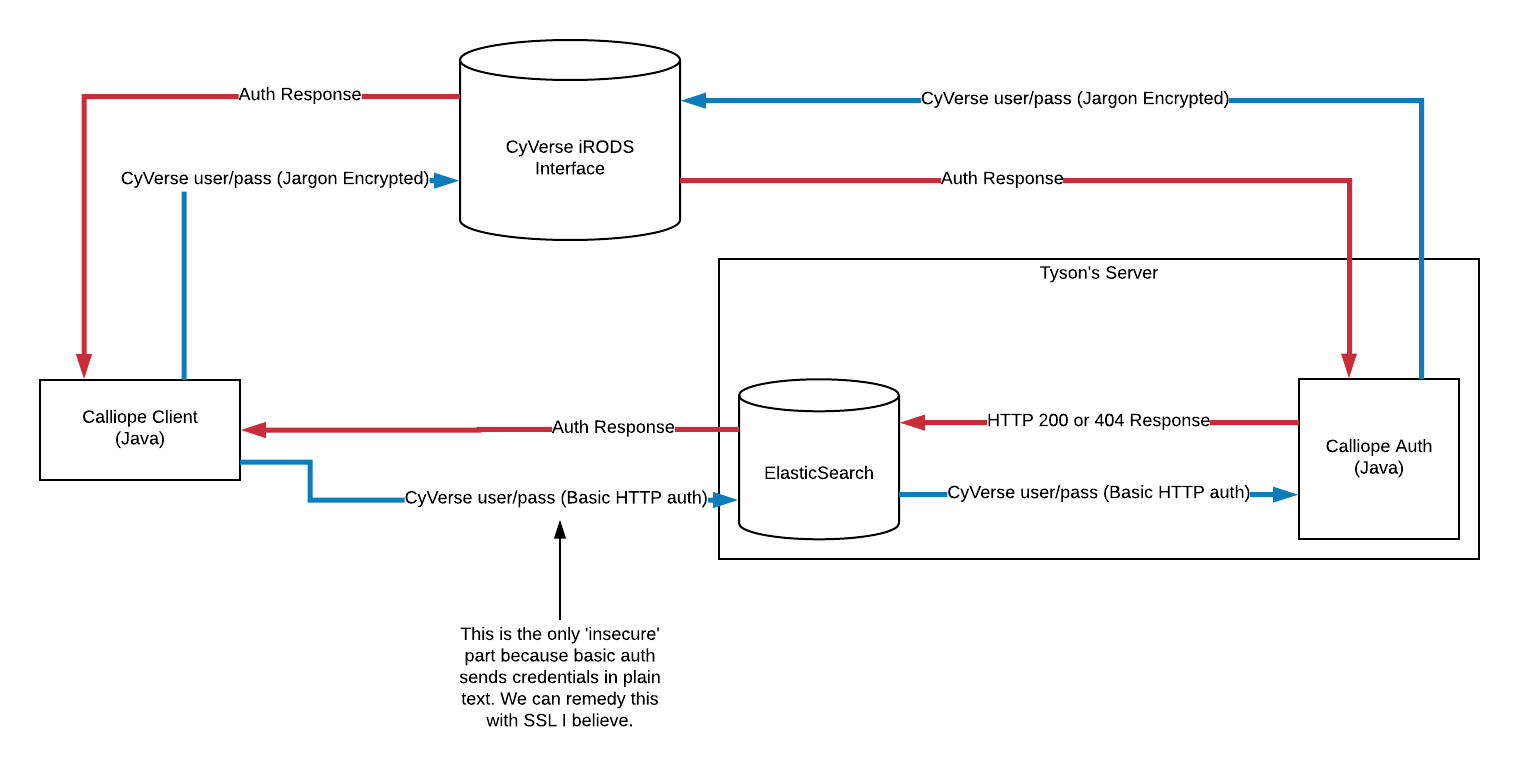 Auth Response
CyVerse user/pass (Jargon Encrypted)
CyVerse iRODS
Interface
CyVerse user/pass (Jargon Encrypted)
Auth Response
Tyson's Server
Calliope Client
(Java)
Auth Response
CyVerse user/pass (Basic HTTP auth)
ElasticSearch
HTTP 200 or 404 Response
CyVerse user/pass (Basic HTTP auth)
Calliope Auth
(Java)
This is the only 'insecure'
part because basic auth
sends credentials in plain
text. We can remedy this
with SSL I believe.